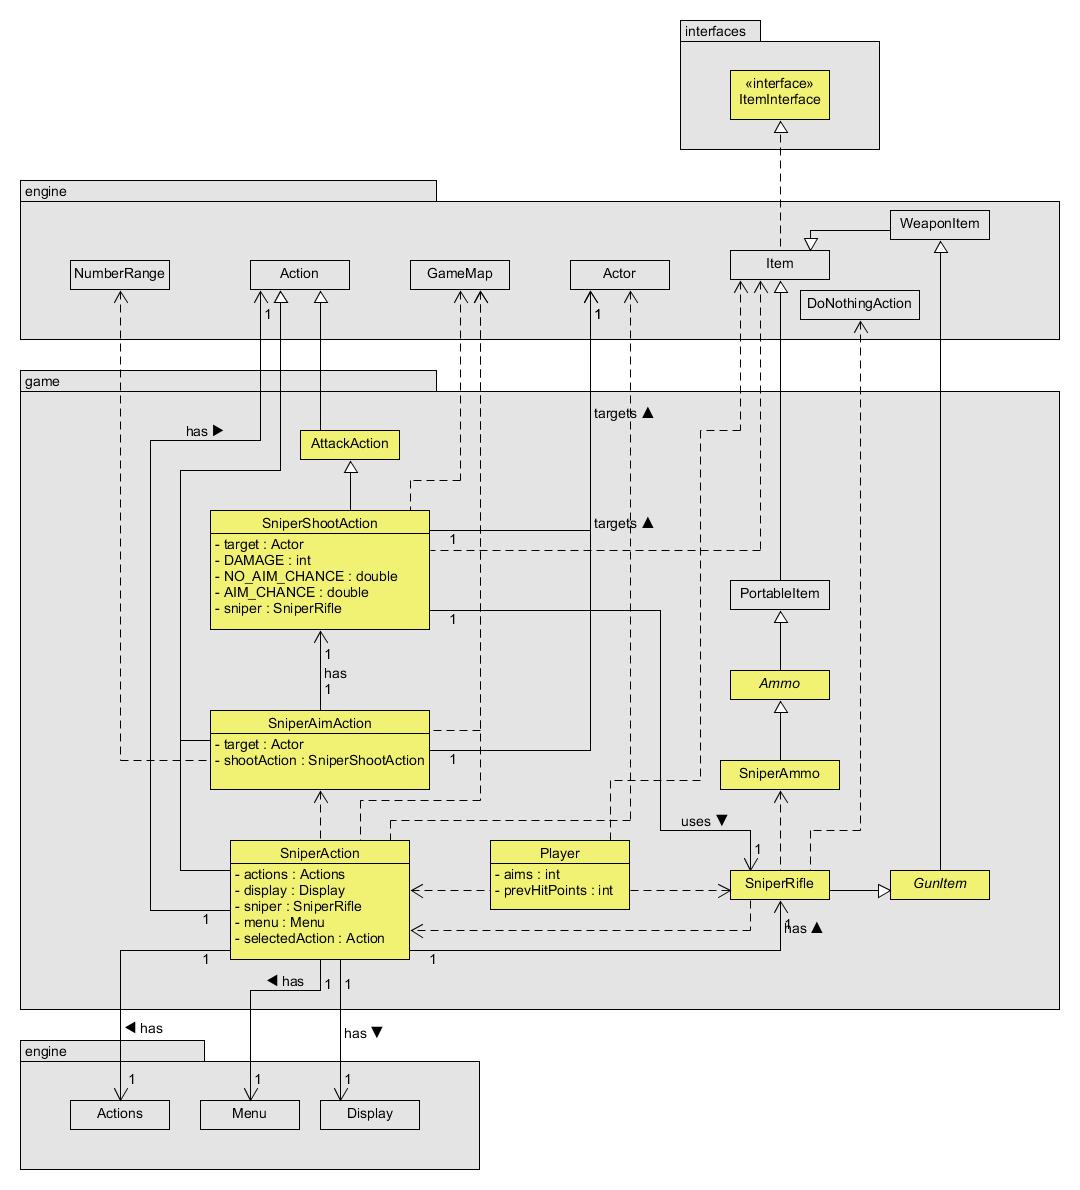 interfaces
«interface»
ItemInterface
engine
WeaponItem
NumberRange
Action
GameMap
Actor
Item
DoNothingAction
1
1
game
targets ▲
has ▶
AttackAction
SniperShootAction
- target : Actor
- DAMAGE : int
- NO_AIM_CHANCE : double
- AIM_CHANCE : double
- sniper : SniperRifle
targets ▲
1
1
PortableItem
1
has
1
Ammo
SniperAimAction
- target : Actor
- shootAction : SniperShootAction
1
SniperAmmo
uses ▼
1
SniperAction
- actions : Actions
- display : Display
- sniper : SniperRifle
- menu : Menu
- selectedAction : Action
Player
- aims : int
- prevHitPoints : int
SniperRifle
GunItem
1
1
1
1
has ▲
◀ has
1
1
◀ has
has ▼
engine
1
1
1
Actions
Menu
Display